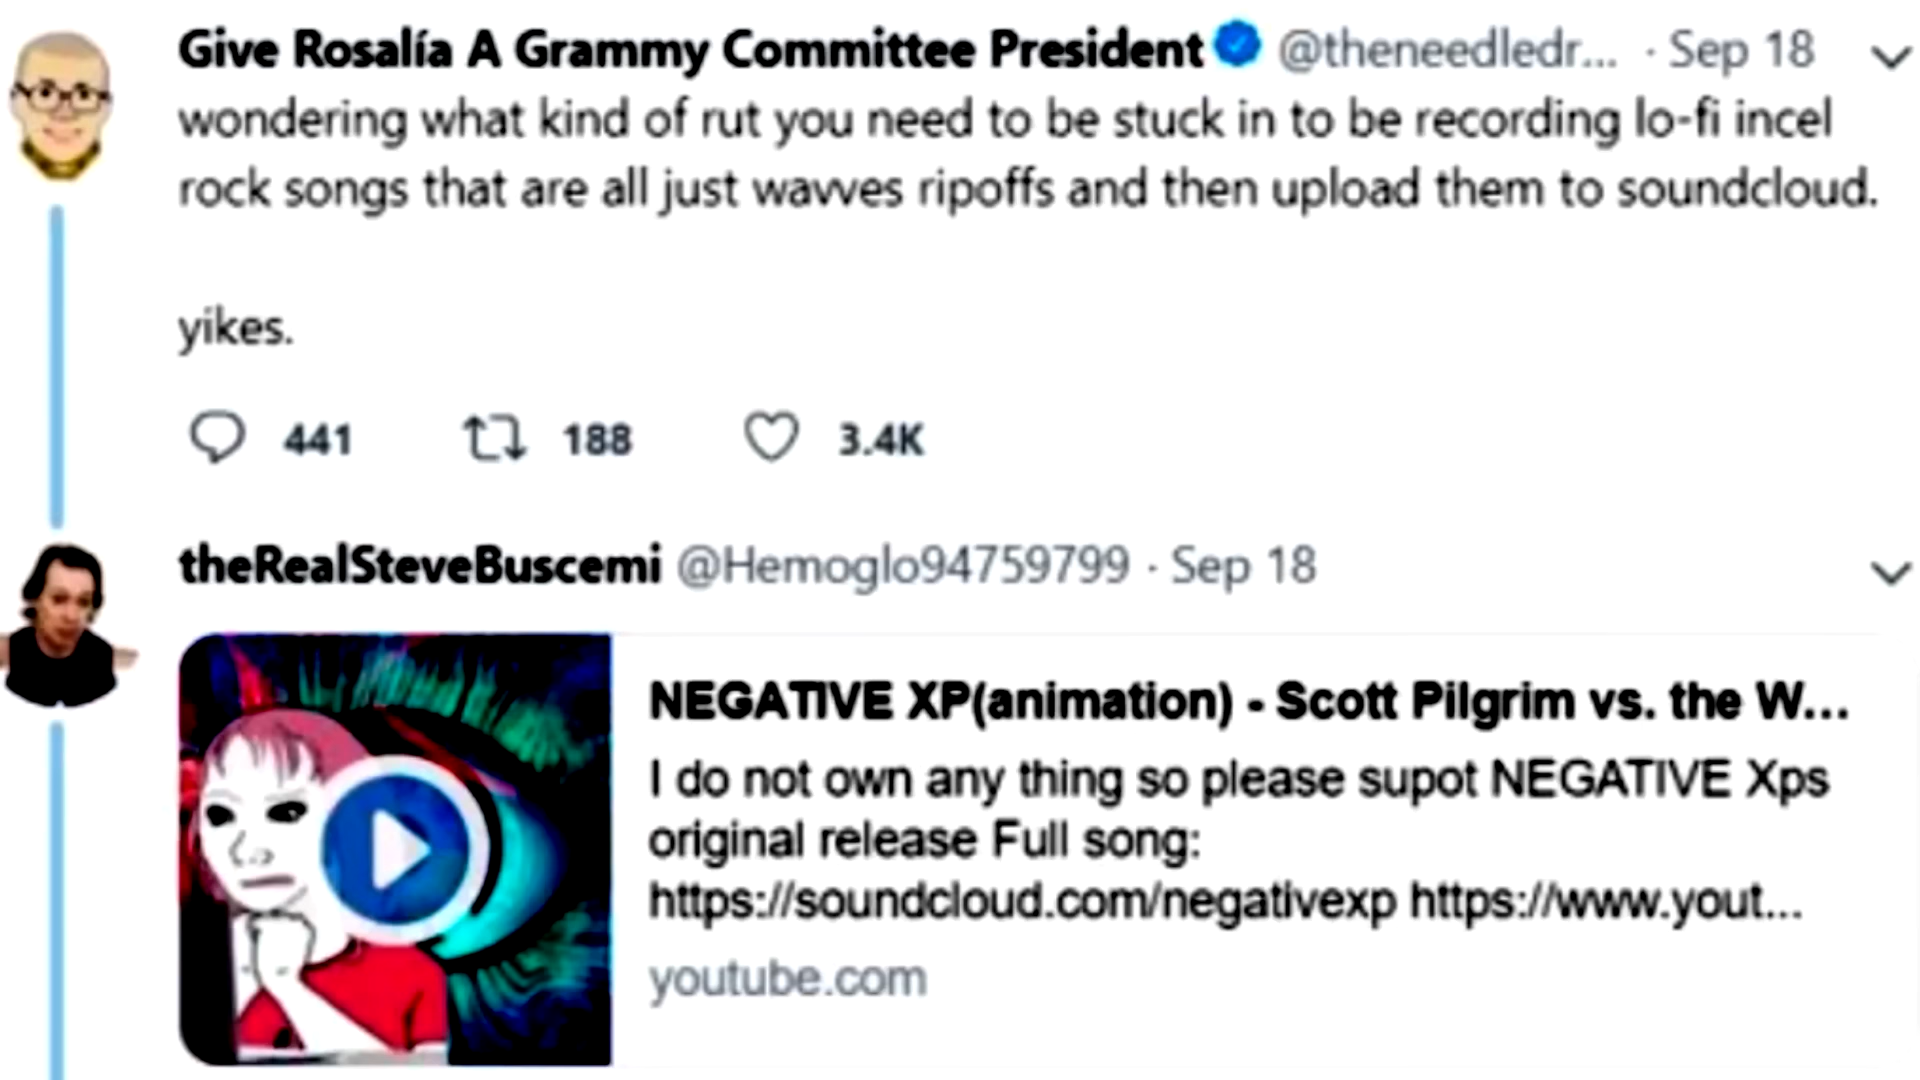 Give Rosalía A Grammy Committee President @theneedledr... · Sep 18
wondering what kind of rut you need to be stuck in to be recording lo-fi incel
rock songs that are all just wavves ripoffs and then upload them to soundcloud.
yikes.
441 188 3.4K
theRealSteveBuscemi @Hemoglo94759799 · Sep 18
NEGATIVE XP(animation) - Scott Pilgrim vs. the W...
I do not own any thing so please supot NEGATIVE Xps
original release Full song:
https://soundcloud.com/negativexp https://www.yout...
youtube.com